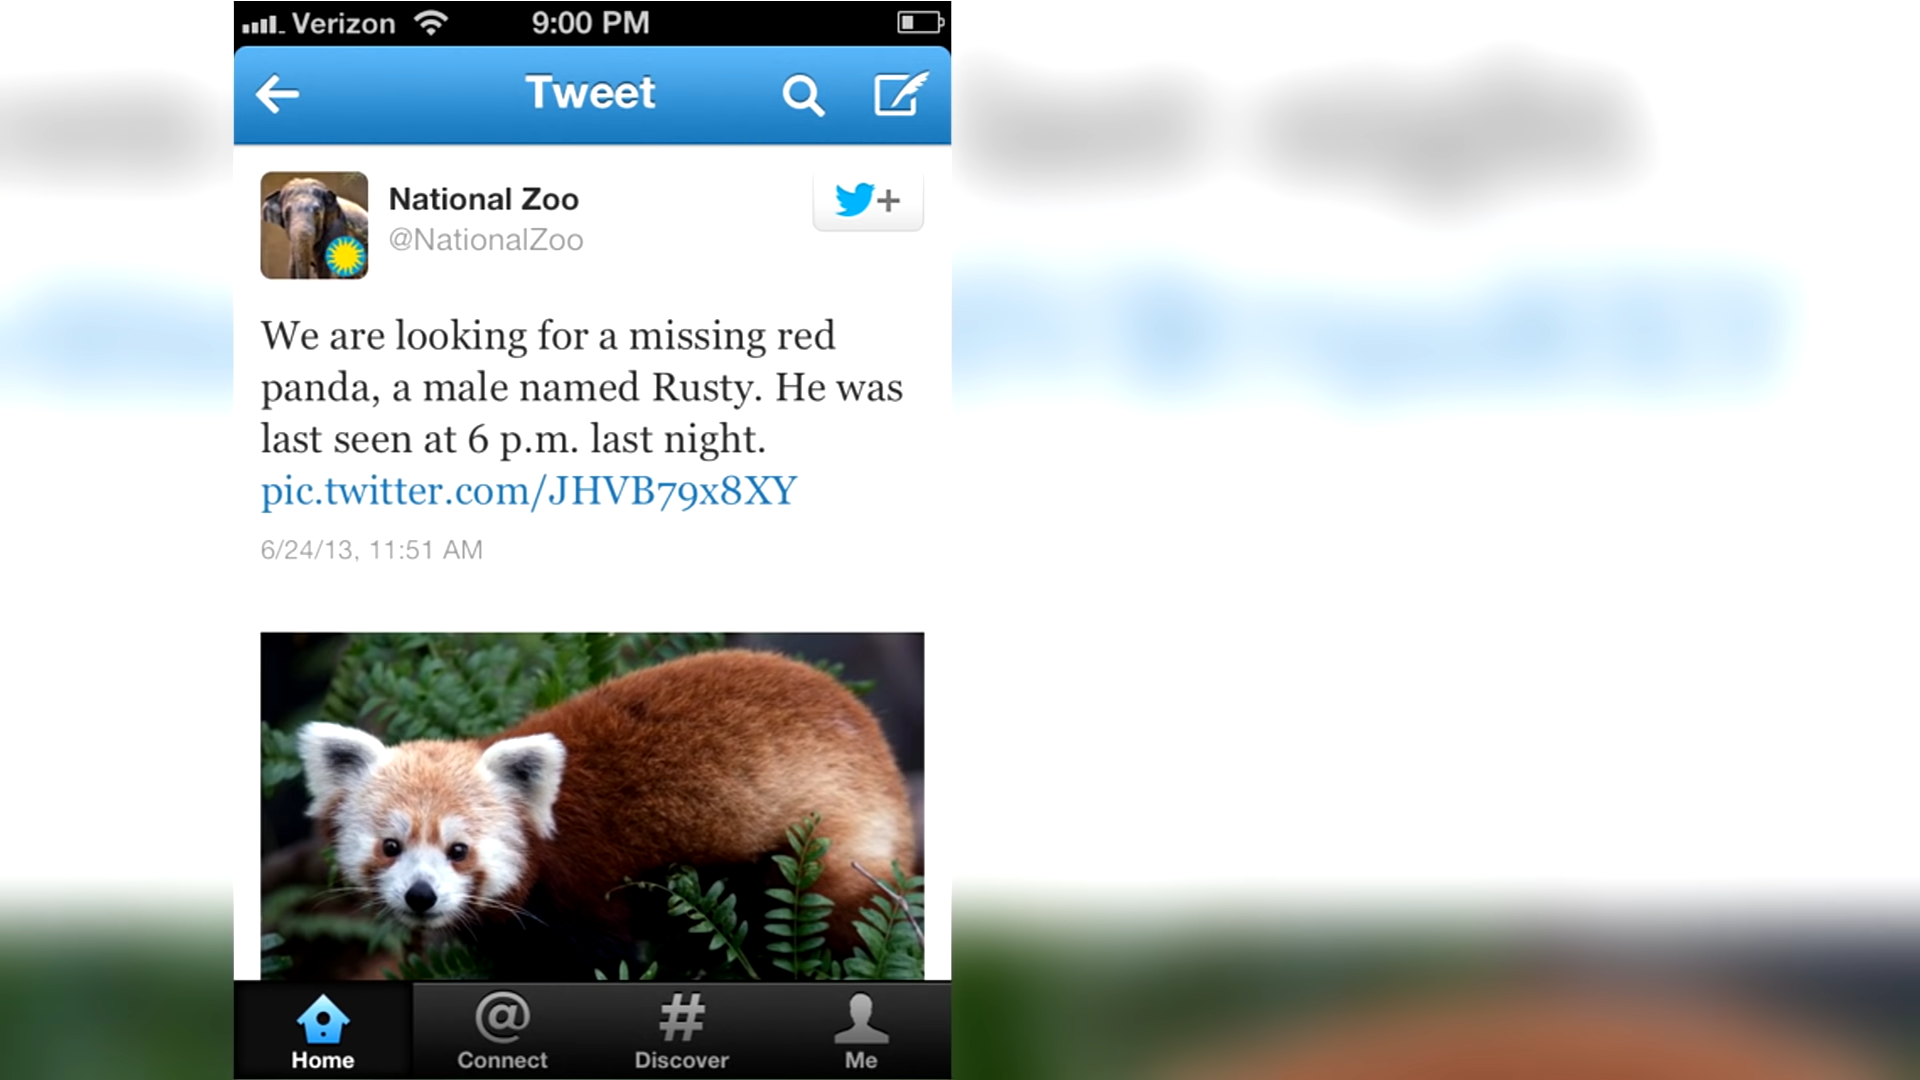 Verizon 9:00 PM
Tweet
National Zoo
@NationalZoo
We are looking for a missing red
panda, a male named Rusty. He was
last seen at 6 p.m. last night.
pic.twitter.com/JHVB79x8XY
6/24/13, 11:51 AM
Home Connect Discover Me